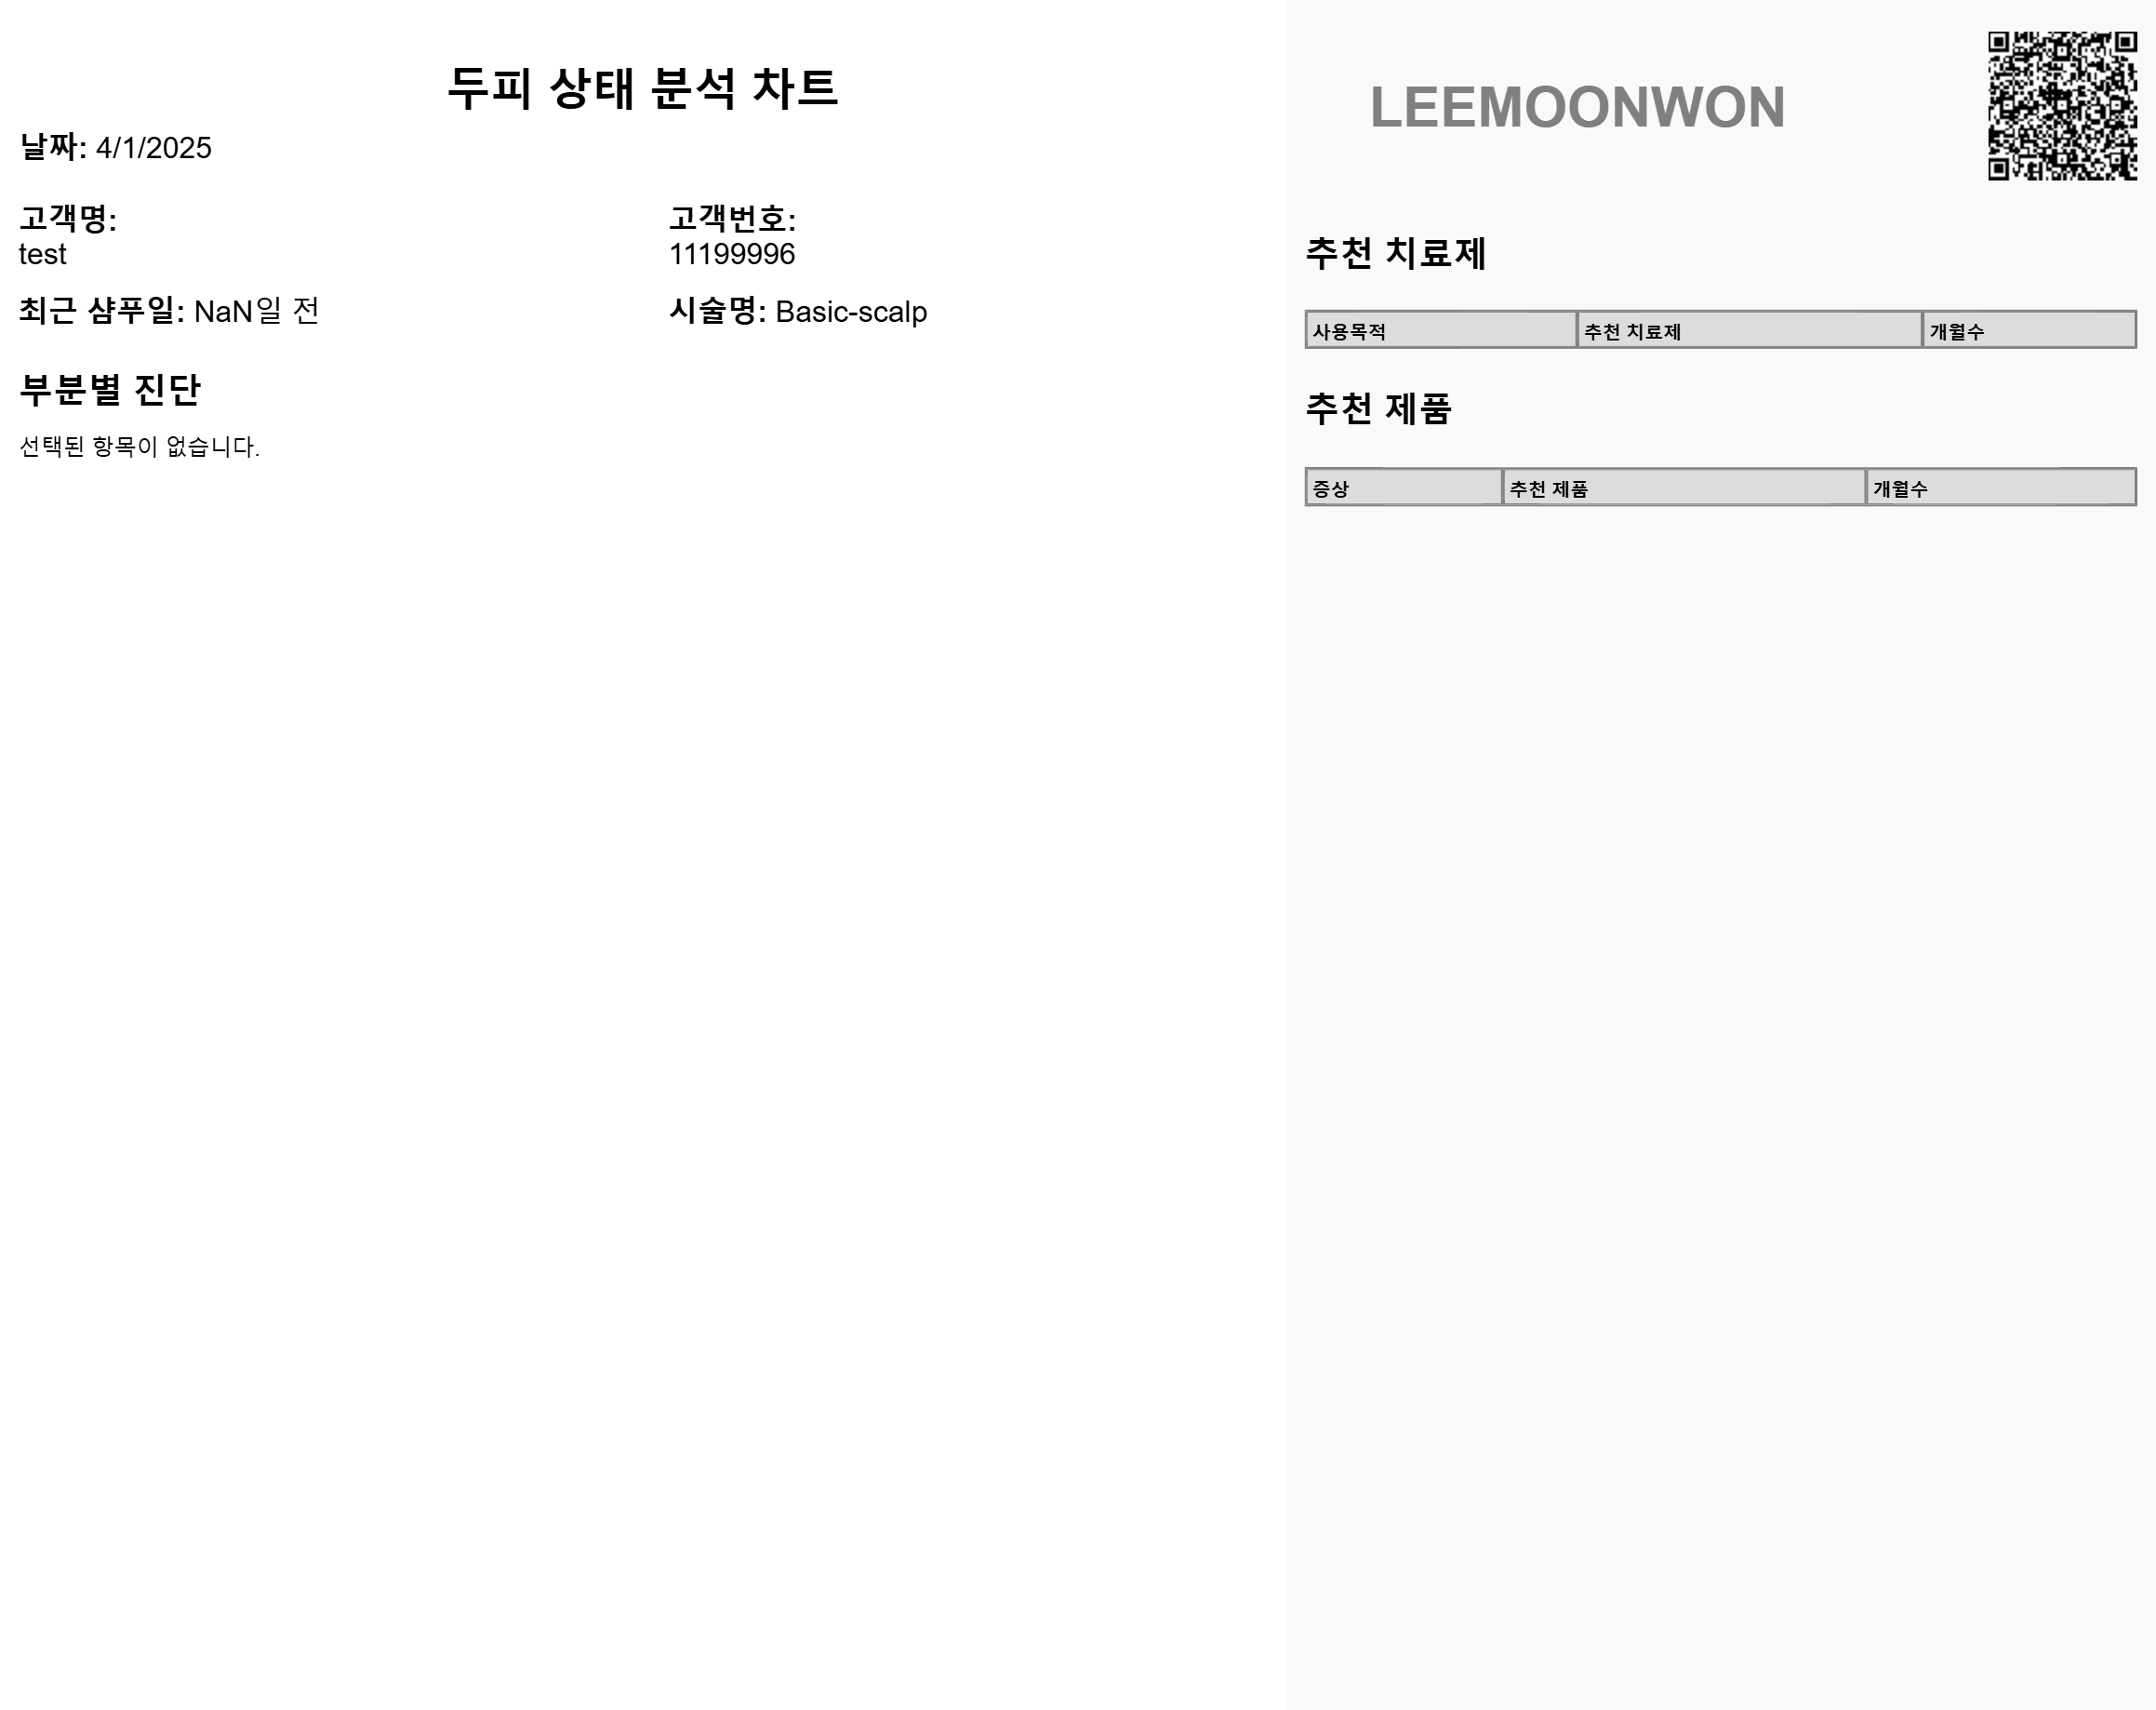 두피 상태 분석 차트
날짜: 4/1/2025
고객명:
test
고객번호:
11199996
최근 샴푸일: NaN일 전
시술명: Basic-scalp
부분별 진단
선택된 항목이 없습니다.
LEEMOONWON
추천 치료제
사용목적 추천 치료제 개월수
추천 제품
증상 추천 제품 개월수